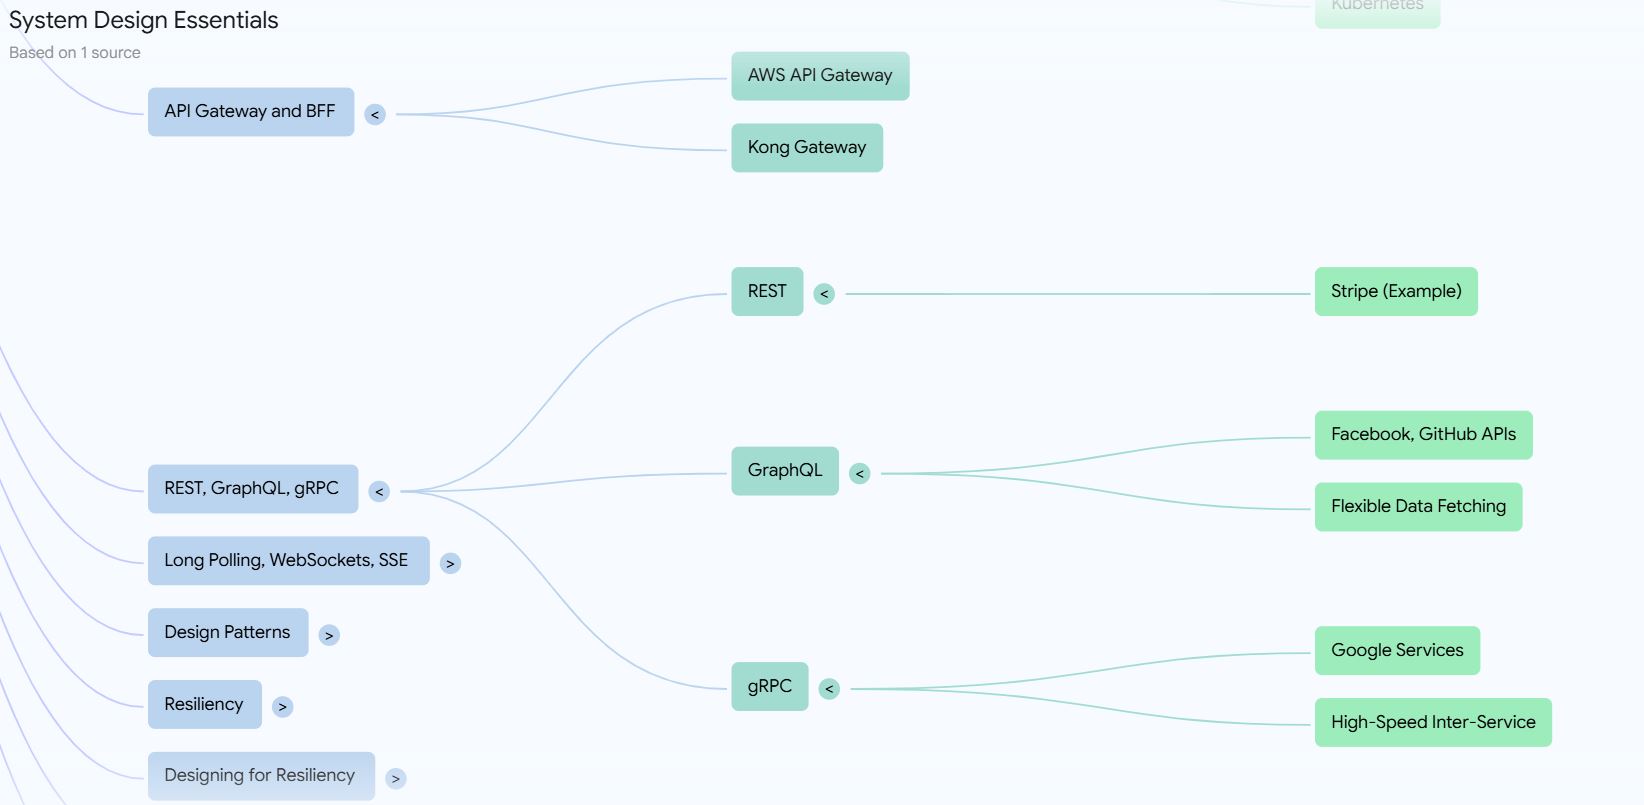 System Design Essentials
Based on 1 source
Kubernetes
API Gateway and BFF
<
AWS API Gateway
Kong Gateway
REST, GraphQL, gRPC
<
REST
<
Stripe (Example)
GraphQL
<
Facebook, GitHub APIs
Flexible Data Fetching
gRPC
<
Google Services
High-Speed Inter-Service
Long Polling, WebSockets, SSE
>
Design Patterns
>
Resiliency
>
Designing for Resiliency
>